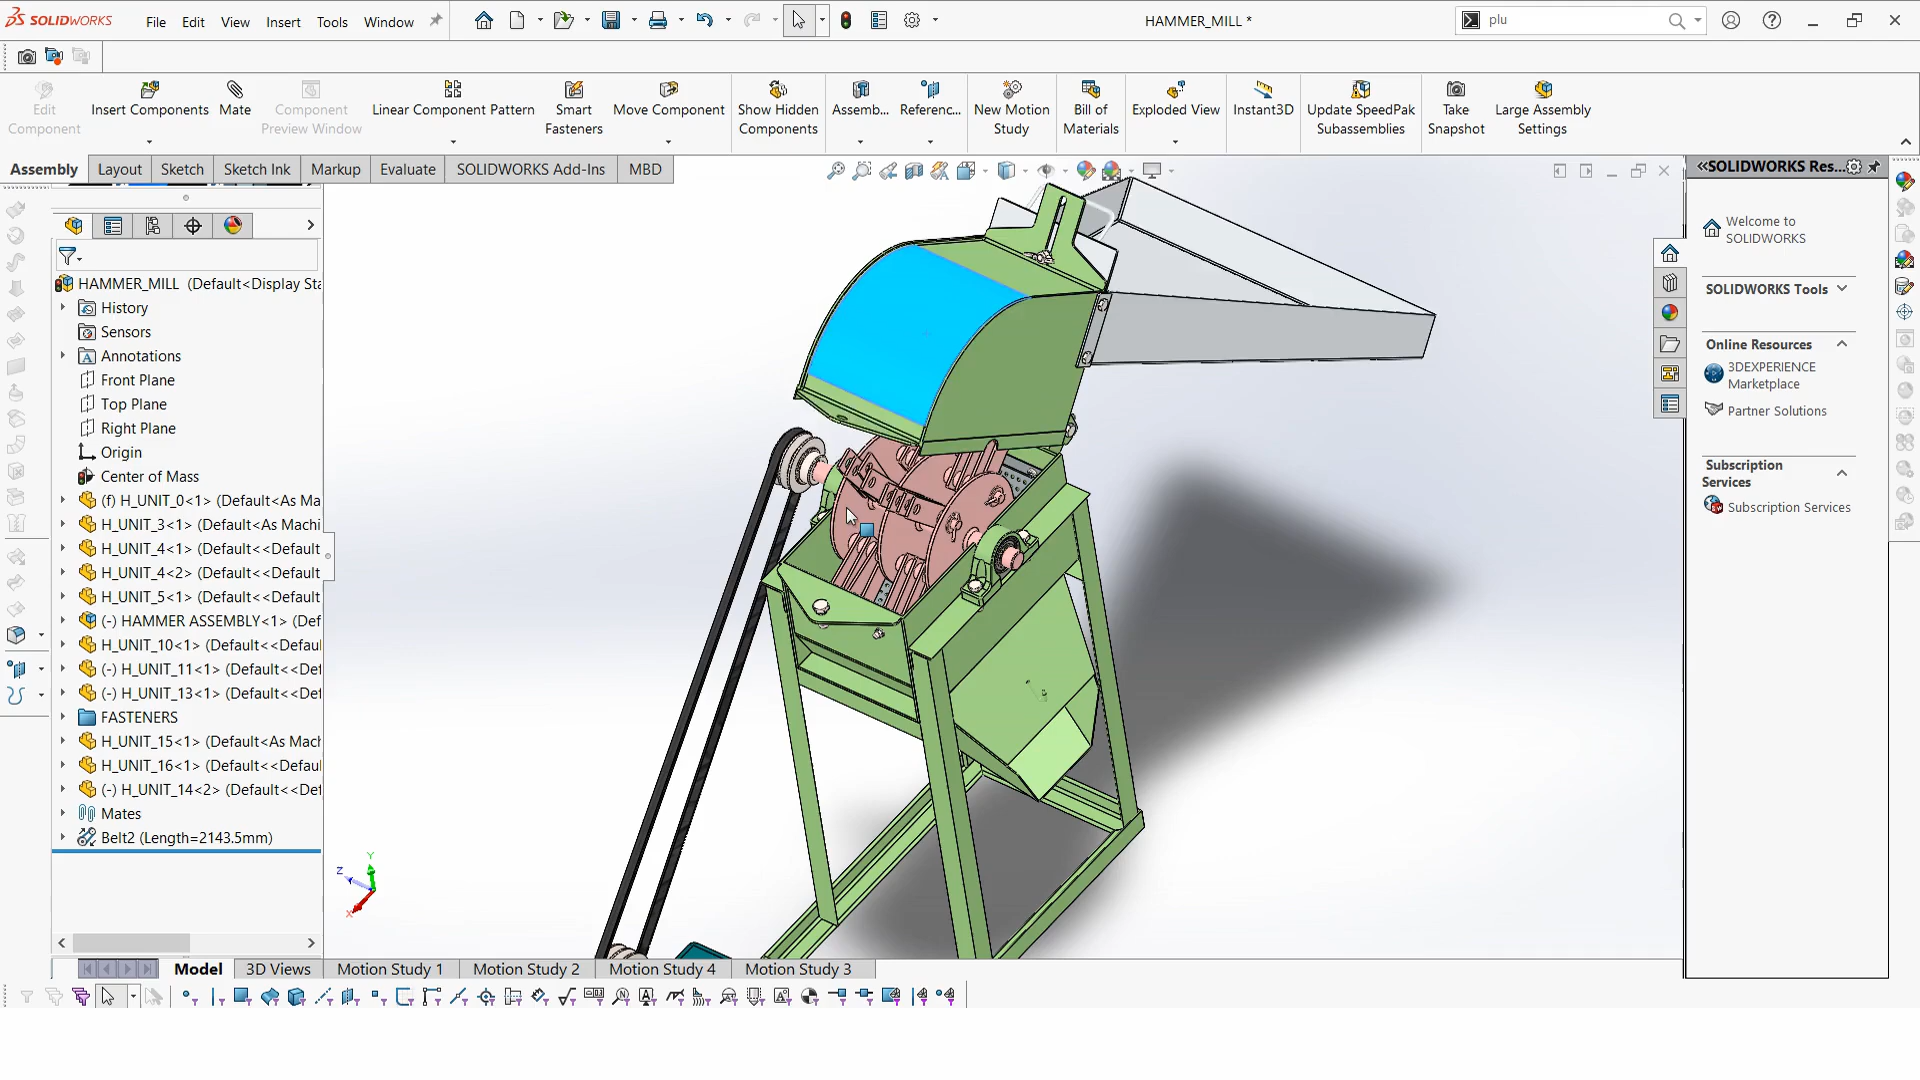 SOLIDWORKS
File Edit View Insert Tools Window
HAMMER_MILL *
plu
Edit Component
Insert Components
Mate
Component Preview Window
Linear Component Pattern
Smart Fasteners
Move Component
Show Hidden Components
Assemb...
Referenc...
New Motion Study
Bill of Materials
Exploded View
Instant3D
Update SpeedPak Subassemblies
Take Snapshot
Large Assembly Settings
Assembly Layout Sketch Sketch Ink Markup Evaluate SOLIDWORKS Add-Ins MBD
HAMMER_MILL (Default<Display Sta
History
Sensors
Annotations
Front Plane
Top Plane
Right Plane
Origin
Center of Mass
(f) H_UNIT_0<1> (Default<As Ma
H_UNIT_3<1> (Default<As Machi
H_UNIT_4<1> (Default<<Default
H_UNIT_4<2> (Default<<Default
H_UNIT_5<1> (Default<<Default
(-) HAMMER ASSEMBLY<1> (Def
H_UNIT_10<1> (Default<<Default
(-) H_UNIT_11<1> (Default<<Def
(-) H_UNIT_13<1> (Default<<Def
FASTENERS
H_UNIT_15<1> (Default<As Mach
H_UNIT_16<1> (Default<<Defaul
(-) H_UNIT_14<2> (Default<<Def
Mates
Belt2 (Length=2143.5mm)
Y
Z
X
SOLIDWORKS Res...
Welcome to
SOLIDWORKS
SOLIDWORKS Tools
Online Resources
3DEXPERIENCE
Marketplace
Partner Solutions
Subscription
Services
Subscription Services
Model 3D Views Motion Study 1 Motion Study 2 Motion Study 4 Motion Study 3